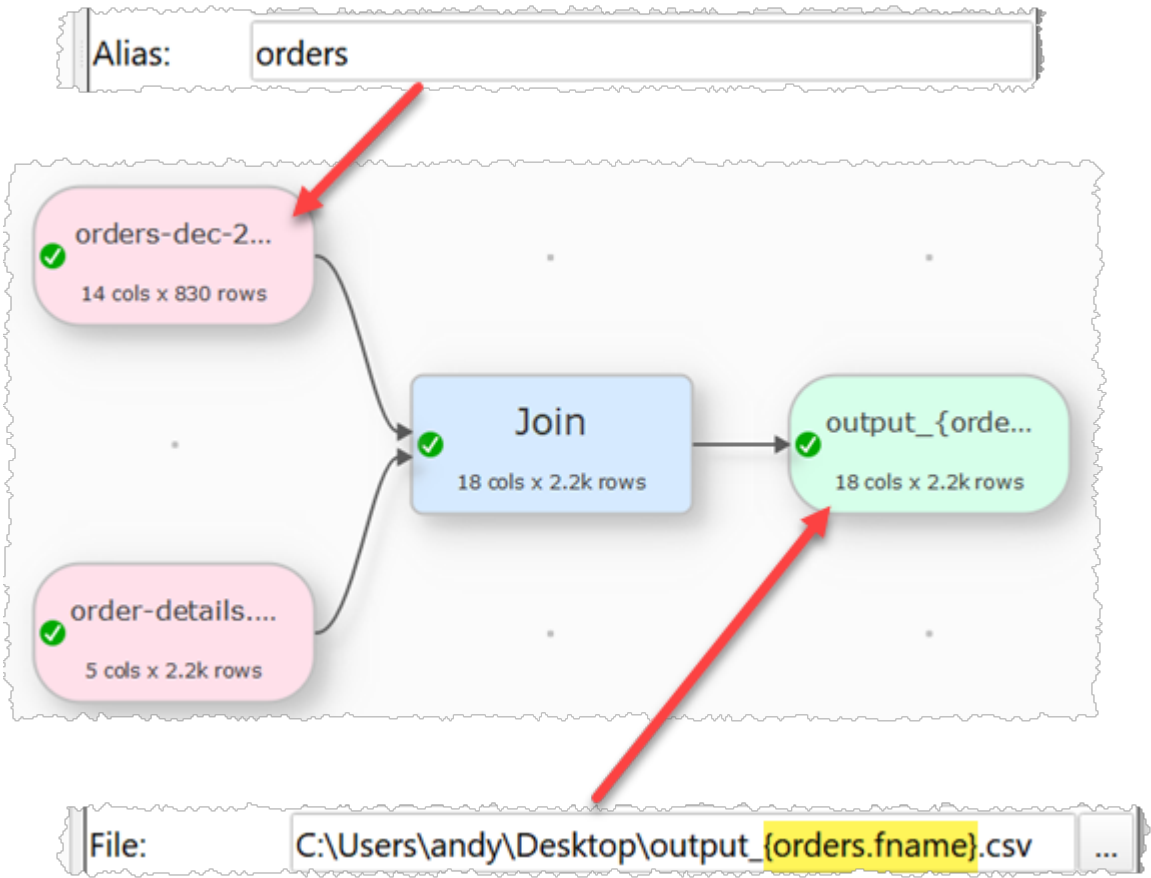 Alias: orders
orders-dec-2...
14 cols x 830 rows
Join
18 cols x 2.2k rows
output_{orde...
18 cols x 2.2k rows
order-details....
5 cols x 2.2k rows
File: C:\Users\andy\Desktop\output_{orders.fname}.csv ...